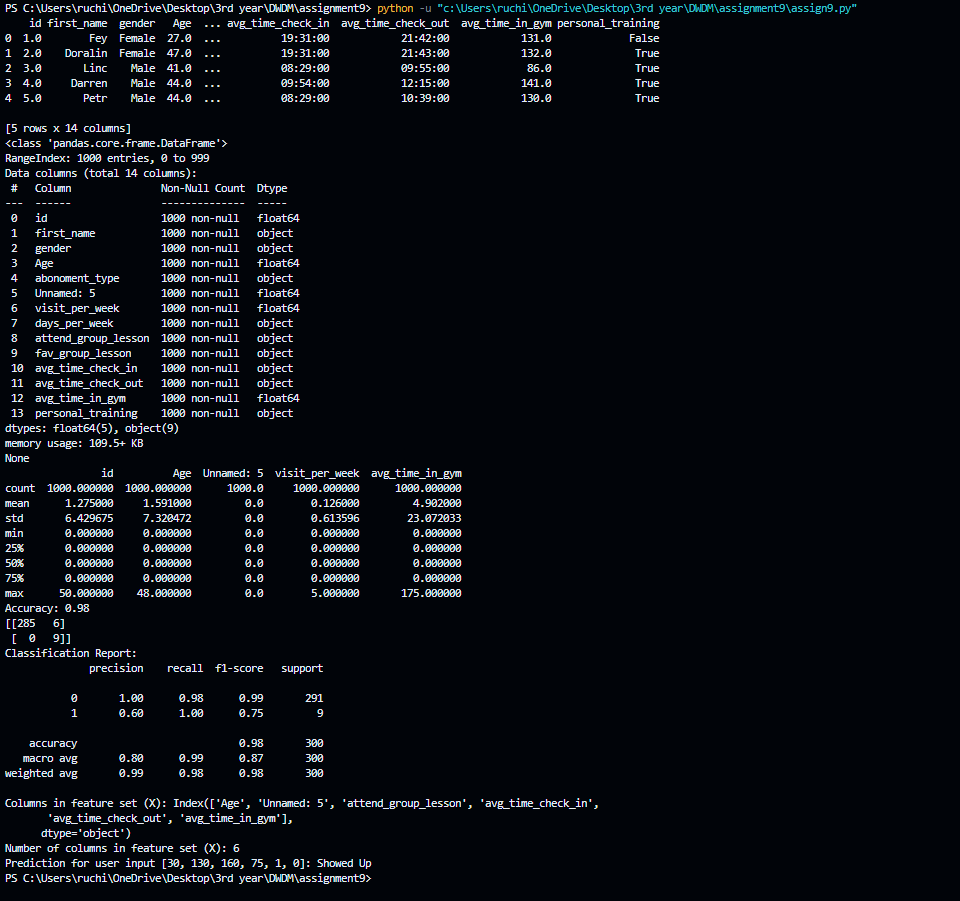 PS C:\Users\ruchi\OneDrive\Desktop\3rd year\DWDM\assignment9> python -u "c:\Users\ruchi\OneDrive\Desktop\3rd year\DWDM\assignment9\assign9.py"
    id first_name  gender   Age  ... avg_time_check_in  avg_time_check_out  avg_time_in_gym personal_training
0  1.0        Fey  Female  27.0  ...          19:31:00            21:42:00            131.0             False
1  2.0    Doralin  Female  47.0  ...          19:31:00            21:43:00            132.0              True
2  3.0       Linc    Male  41.0  ...          08:29:00            09:55:00             86.0              True
3  4.0     Darren    Male  44.0  ...          09:54:00            12:15:00            141.0              True
4  5.0       Petr    Male  44.0  ...          08:29:00            10:39:00            130.0              True
[5 rows x 14 columns]
<class 'pandas.core.frame.DataFrame'>
RangeIndex: 1000 entries, 0 to 999
Data columns (total 14 columns):
 #   Column               Non-Null Count  Dtype
---  ------               --------------  -----
 0   id                   1000 non-null   float64
 1   first_name           1000 non-null   object
 2   gender               1000 non-null   object
 3   Age                  1000 non-null   float64
 4   abonoment_type       1000 non-null   object
 5   Unnamed: 5           1000 non-null   float64
 6   visit_per_week       1000 non-null   float64
 7   days_per_week        1000 non-null   object
 8   attend_group_lesson  1000 non-null   object
 9   fav_group_lesson     1000 non-null   object
 10  avg_time_check_in    1000 non-null   object
 11  avg_time_check_out   1000 non-null   object
 12  avg_time_in_gym      1000 non-null   float64
 13  personal_training    1000 non-null   object
dtypes: float64(5), object(9)
memory usage: 109.5+ KB
None
                id          Age  Unnamed: 5  visit_per_week  avg_time_in_gym
count  1000.000000  1000.000000      1000.0     1000.000000      1000.000000
mean      1.275000     1.591000         0.0        0.126000         4.902000
std       6.429675     7.320472         0.0        0.613596        23.072033
min       0.000000     0.000000         0.0        0.000000         0.000000
25%       0.000000     0.000000         0.0        0.000000         0.000000
50%       0.000000     0.000000         0.0        0.000000         0.000000
75%       0.000000     0.000000         0.0        0.000000         0.000000
max      50.000000    48.000000         0.0        5.000000       175.000000
Accuracy: 0.98
[[285   6]
 [  0   9]]
Classification Report:
              precision    recall  f1-score   support
           0       1.00      0.98      0.99       291
           1       0.60      1.00      0.75         9
    accuracy                           0.98       300
   macro avg       0.80      0.99      0.87       300
weighted avg       0.99      0.98      0.98       300
Columns in feature set (X): Index(['Age', 'Unnamed: 5', 'attend_group_lesson', 'avg_time_check_in',
       'avg_time_check_out', 'avg_time_in_gym'],
      dtype='object')
Number of columns in feature set (X): 6
Prediction for user input [30, 130, 160, 75, 1, 0]: Showed Up
PS C:\Users\ruchi\OneDrive\Desktop\3rd year\DWDM\assignment9>